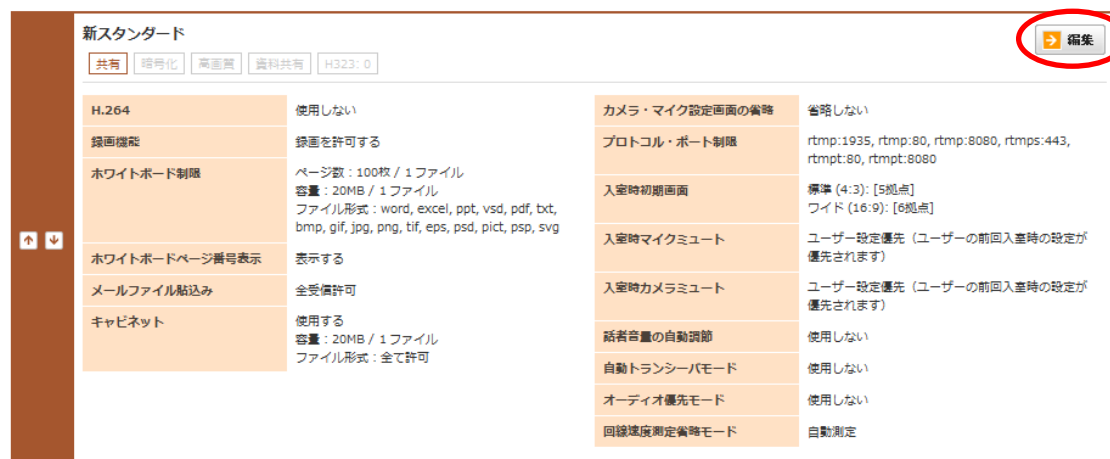 新スタンダード
編集
共有 暗号化 高画質 資料共有 H323: 0
H.264 使用しない
録画機能 録画を許可する
ホワイトボード制限 ページ数：100枚 / 1 ファイル
容量：20MB / 1 ファイル
ファイル形式：word, excel, ppt, vsd, pdf, txt,
bmp, gif, jpg, png, tif, eps, psd, pict, psp, svg
ホワイトボードページ番号表示 表示する
メールファイル貼込み 全受信許可
キャビネット 使用する
容量：20MB / 1 ファイル
ファイル形式：全て許可
カメラ・マイク設定画面の省略 省略しない
プロトコル・ポート制限 rtmp:1935, rtmp:80, rtmp:8080, rtmps:443,
rtmpt:80, rtmpt:8080
入室時初期画面 標準 (4:3): [5拠点]
ワイド (16:9): [6拠点]
入室時マイクミュート ユーザー設定優先（ユーザーの前回入室時の設定が
優先されます）
入室時カメラミュート ユーザー設定優先（ユーザーの前回入室時の設定が
優先されます）
話者音量の自動調節 使用しない
自動トランシーバモード 使用しない
オーディオ優先モード 使用しない
回線速度測定省略モード 自動測定